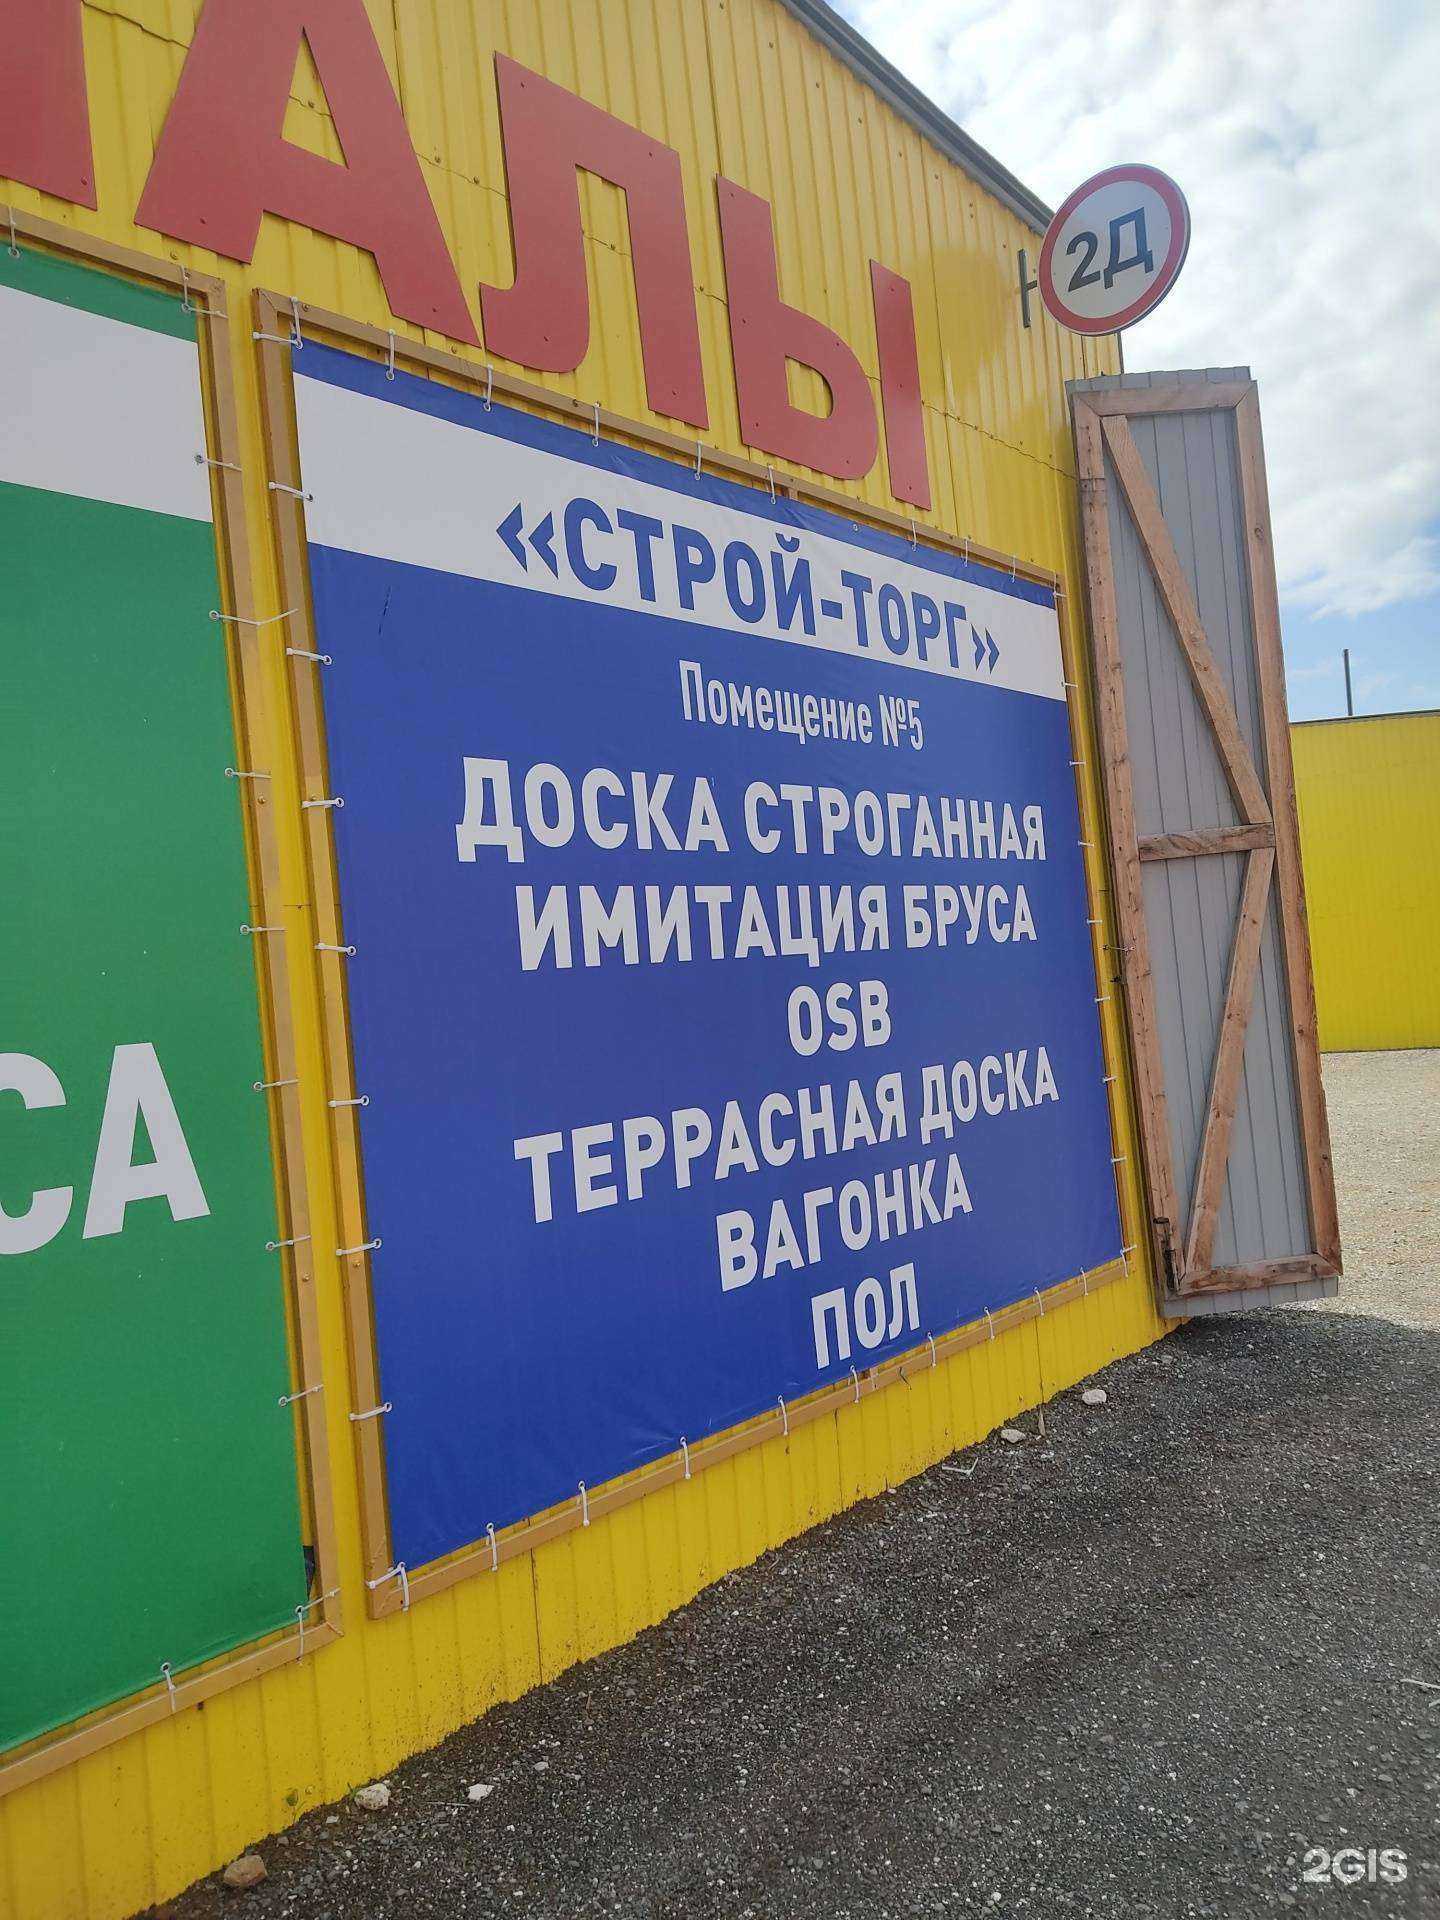 АЛЫ
2Д
«СТРОЙ-ТОРГ»
Помещение №5
ДОСКА СТРОГАННАЯ
ИМИТАЦИЯ БРУСА
OSB
ТЕРРАСНАЯ ДОСКА
ВАГОНКА
ПОЛ
СА
2GIS